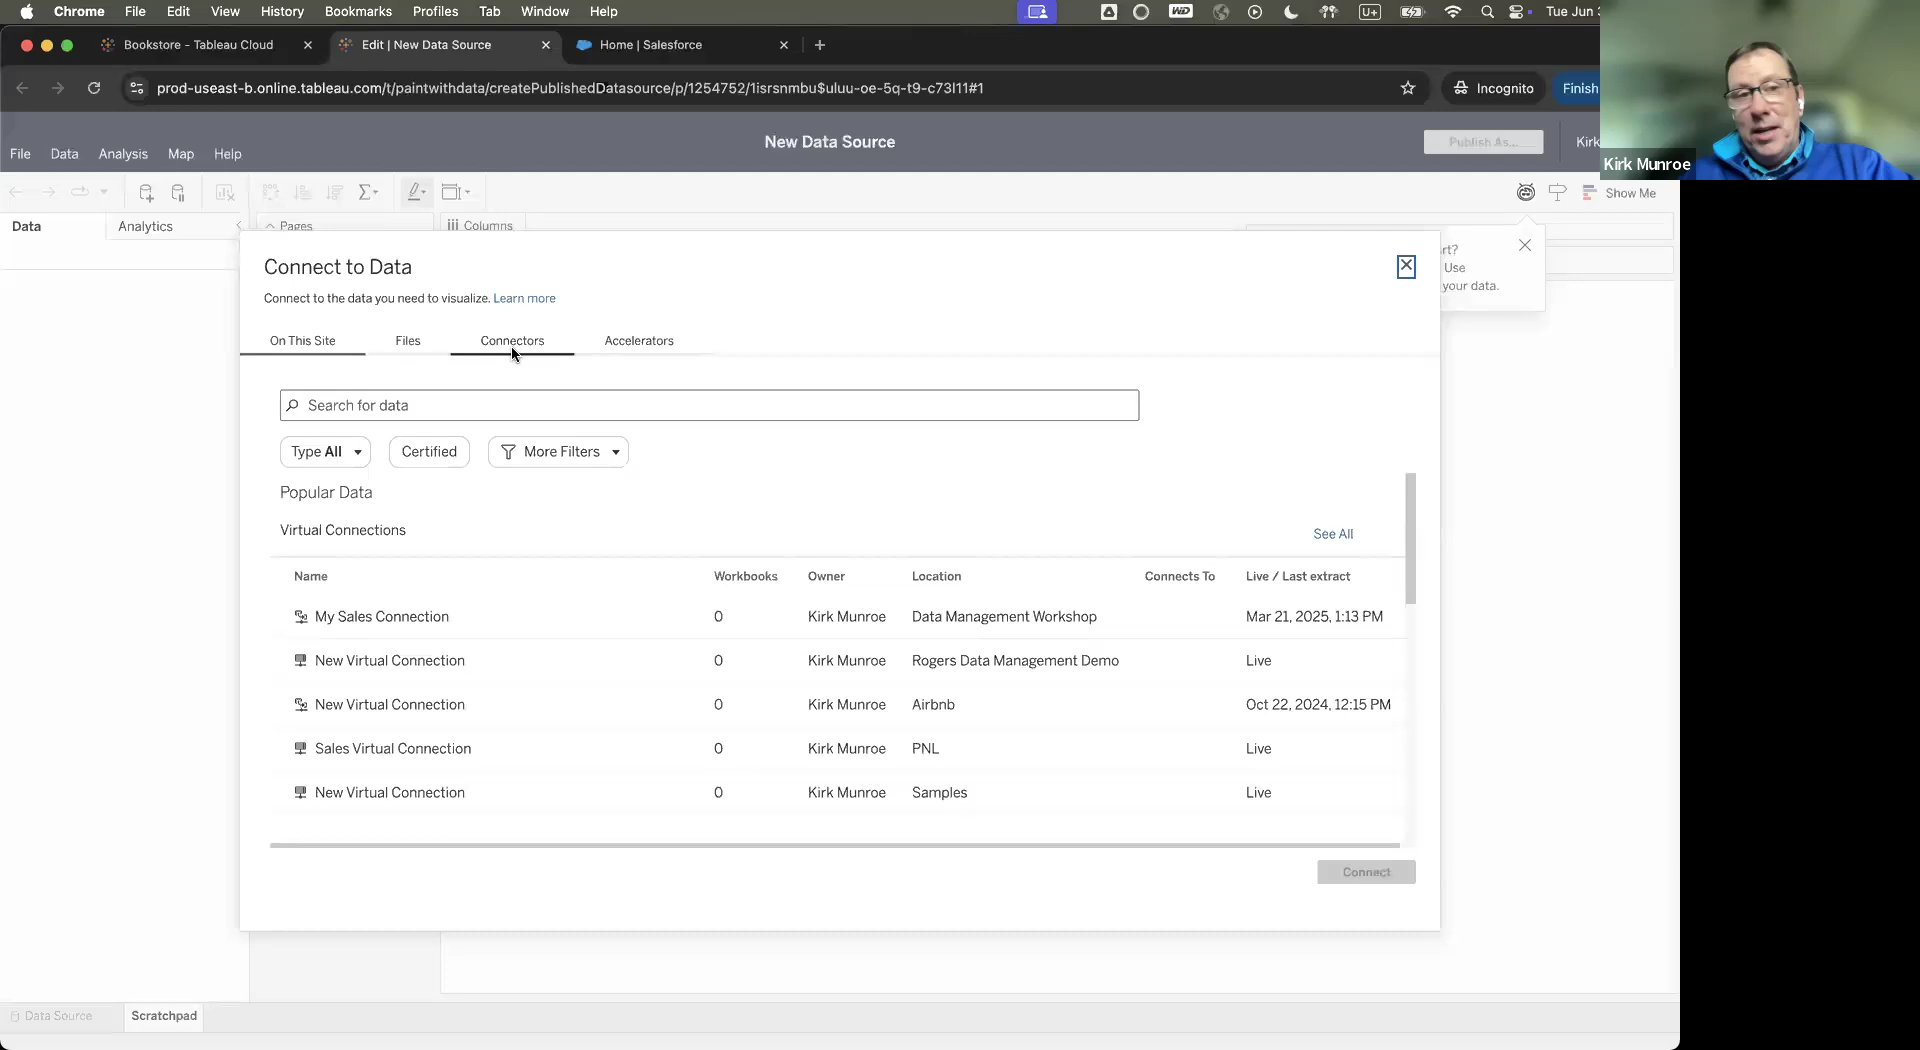 Chrome File Edit View History Bookmarks Profiles Tab Window Help WD U+ Tue Jun
Bookstore - Tableau Cloud Edit | New Data Source Home | Salesforce
prod-useast-b.online.tableau.com/t/paintwithdata/createPublishedDatasource/p/1254752/1isrsnmbu$uluu-oe-5q-t9-c73l11#1 Incognito Finish
New Data Source
Publish As...
Kirk
File Data Analysis Map Help
Kirk Munroe
Show Me
Data Analytics Pages Columns
rt?
Use
your data.
Connect to Data
Connect to the data you need to visualize. Learn more
On This Site Files Connectors Accelerators
Search for data
Type All Certified More Filters
Popular Data
Virtual Connections See All
Name Workbooks Owner Location Connects To Live / Last extract
My Sales Connection 0 Kirk Munroe Data Management Workshop Mar 21, 2025, 1:13 PM
New Virtual Connection 0 Kirk Munroe Rogers Data Management Demo Live
New Virtual Connection 0 Kirk Munroe Airbnb Oct 22, 2024, 12:15 PM
Sales Virtual Connection 0 Kirk Munroe PNL Live
New Virtual Connection 0 Kirk Munroe Samples Live
Connect
Data Source Scratchpad